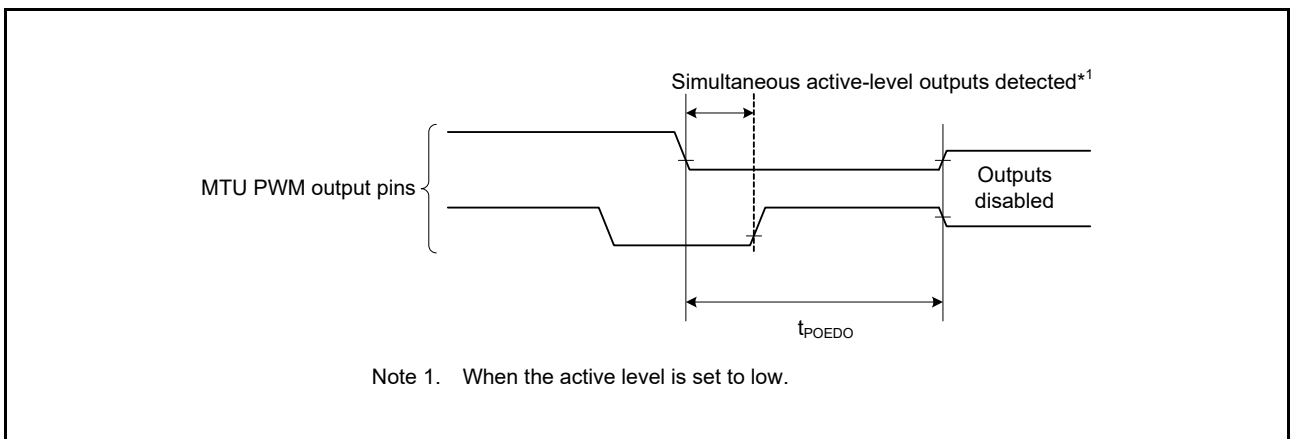 Simultaneous active-level outputs detected*1
MTU PWM output pins
Outputs
disabled
tPOEDO
Note 1. When the active level is set to low.